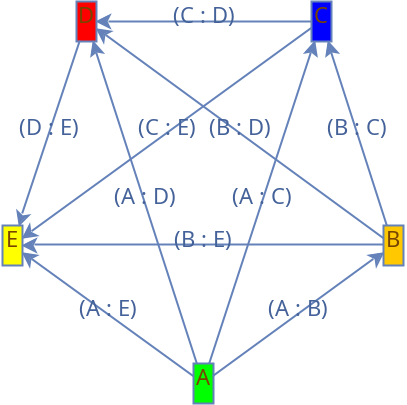 D
(C : D)
C
(D : E)
(C : E)
(B : D)
(B : C)
(A : D)
(A : C)
E
(B : E)
B
(A : E)
(A : B)
A